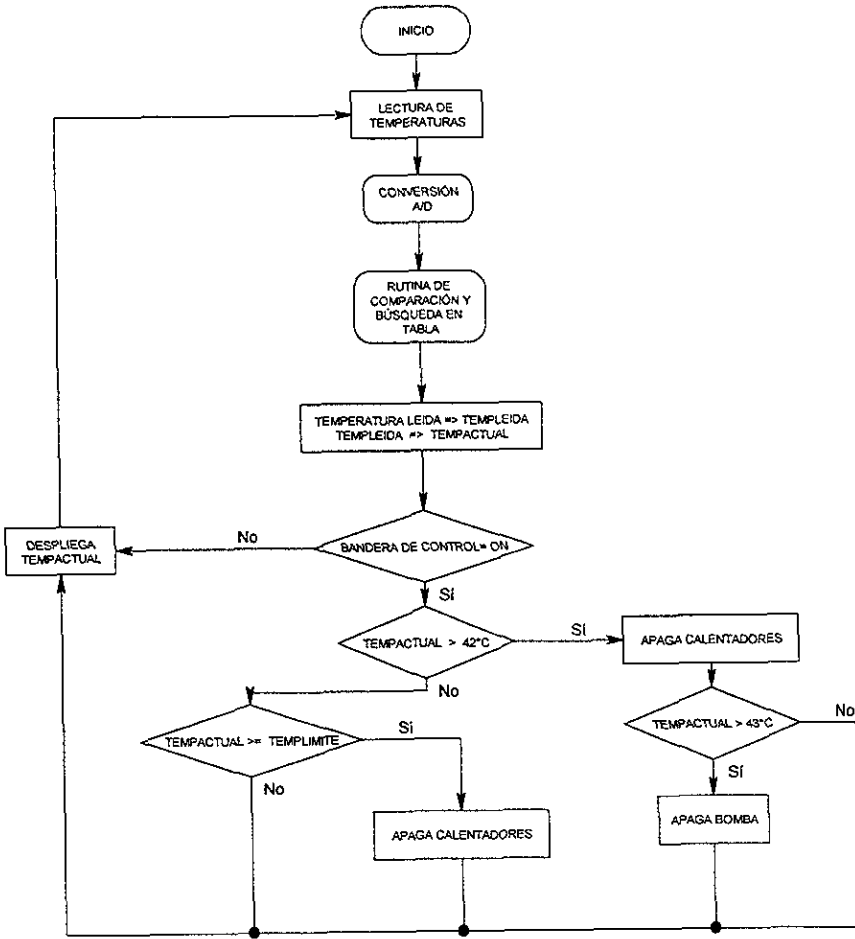 INICIO
LECTURA DE
TEMPERATURAS
CONVERSIÓN
A/D
RUTINA DE
COMPARACIÓN Y
BÚSQUEDA EN
TABLA
TEMPERATURA LEIDA => TEMPLEIDA
TEMPLEIDA => TEMPACTUAL
BANDERA DE CONTROL= ON
No
DESPLIEGA
TEMPACTUAL
Sí
TEMPACTUAL > 42°C
Sí
APAGA CALENTADORES
No
TEMPACTUAL > 43°C
No
TEMPACTUAL >= TEMPLIMITE
Si
No
Sí
APAGA CALENTADORES
APAGA BOMBA